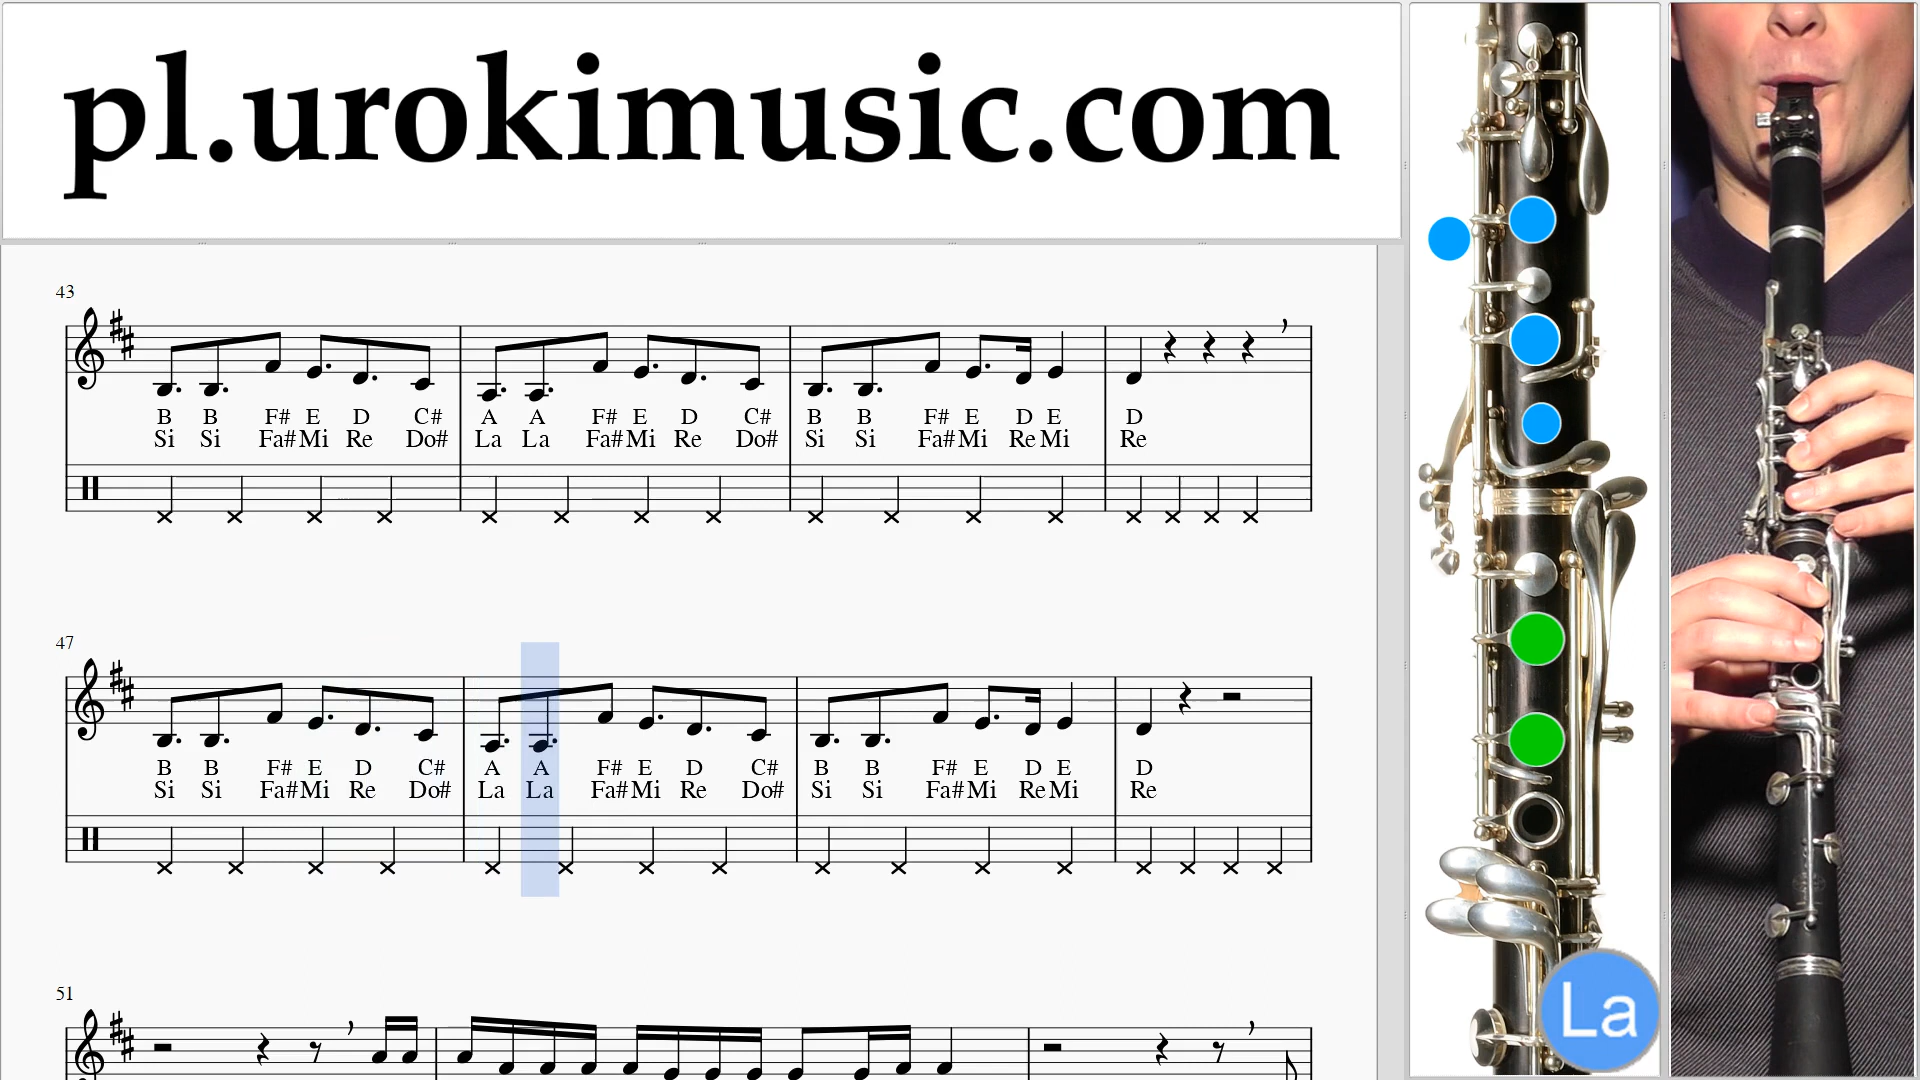 pl.urokimusic.com
43
B B F# E D C# A A F# E D C# B B F# E D E D
Si Si Fa# Mi Re Do# La La Fa# Mi Re Do# Si Si Fa# Mi Re Mi Re
47
B B F# E D C# A A F# E D C# B B F# E D E D
Si Si Fa# Mi Re Do# La La Fa# Mi Re Do# Si Si Fa# Mi Re Mi Re
51
La